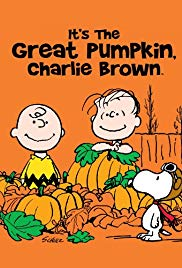 It's The
Great Pumpkin,
Charlie Brown.
SCHULZ